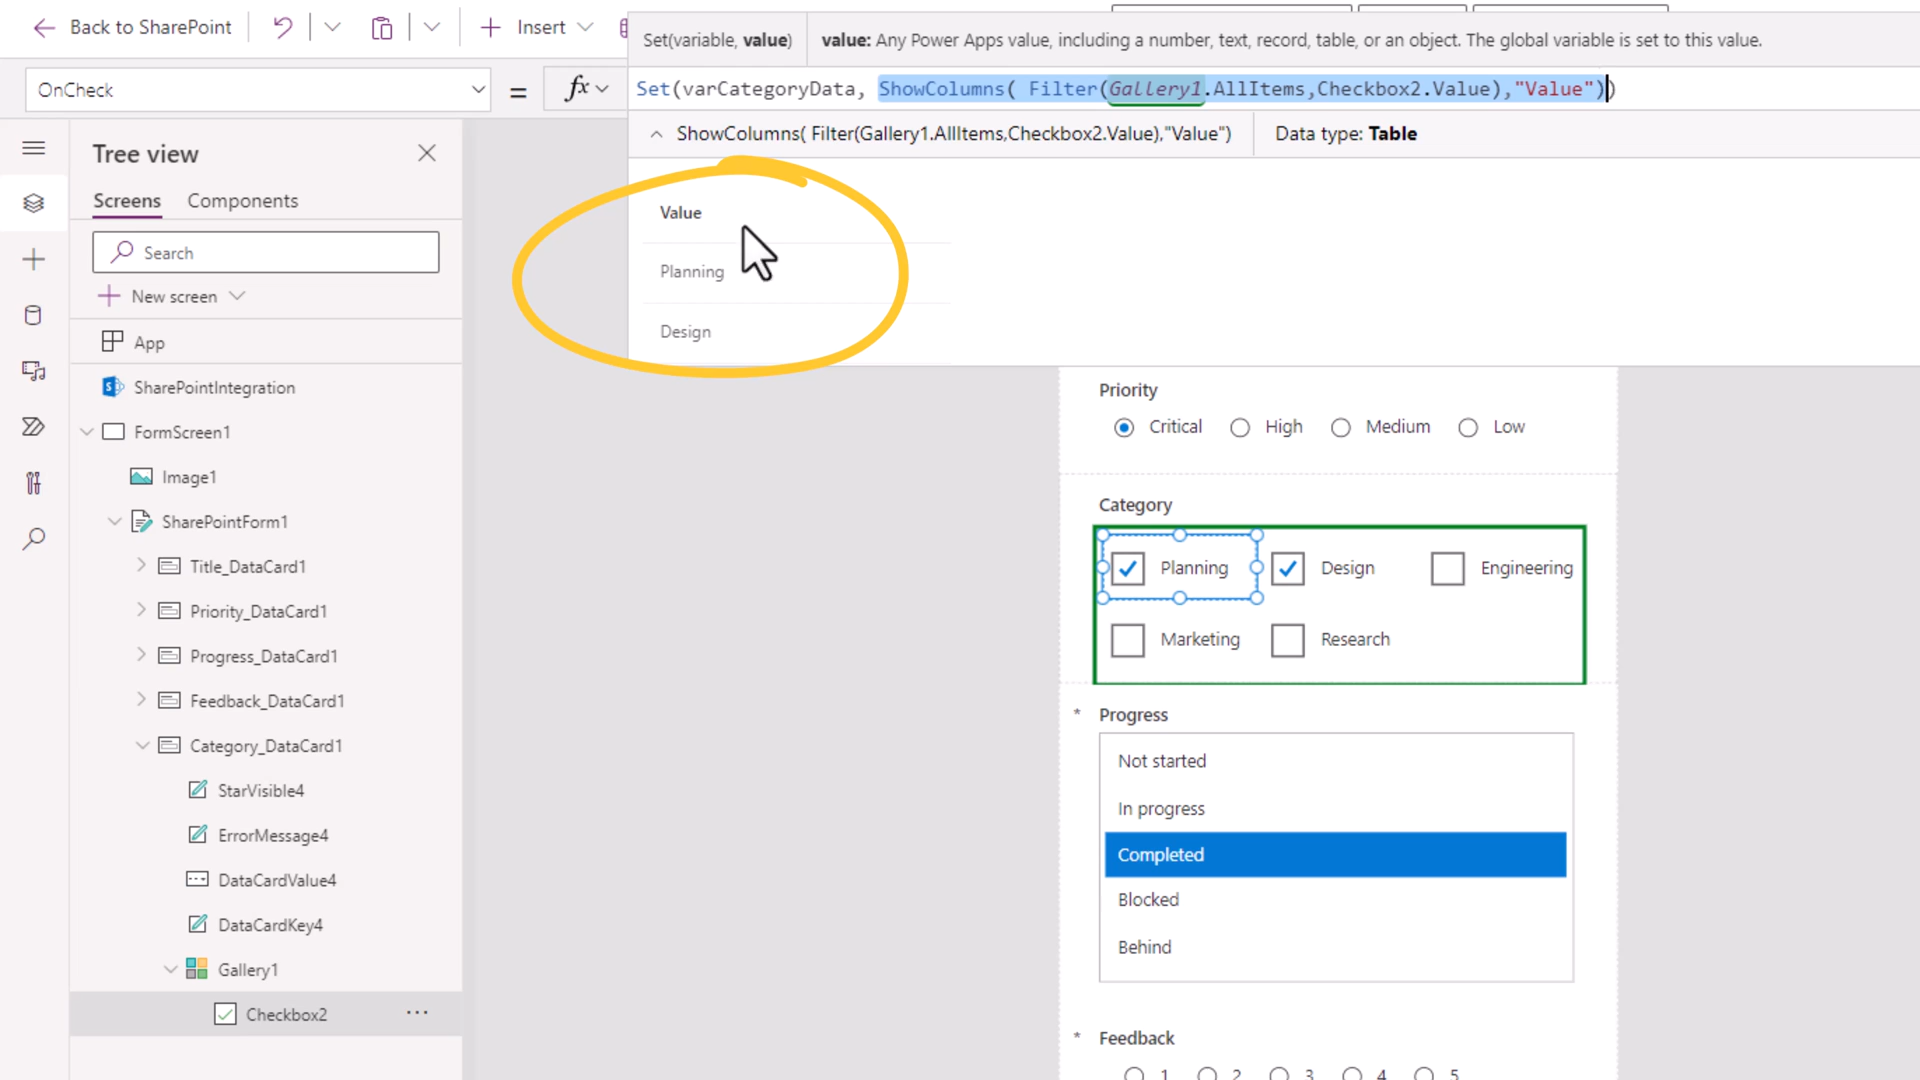 Back to SharePoint
Insert
Set(variable, value)
value: Any Power Apps value, including a number, text, record, table, or an object. The global variable is set to this value.
OnCheck
=
fx
Set(varCategoryData, ShowColumns( Filter(Gallery1.AllItems,Checkbox2.Value),"Value"))
ShowColumns( Filter(Gallery1.AllItems,Checkbox2.Value),"Value")
Data type: Table
Tree view
Screens
Components
Search
New screen
App
SharePointIntegration
FormScreen1
Image1
SharePointForm1
Title_DataCard1
Priority_DataCard1
Progress_DataCard1
Feedback_DataCard1
Category_DataCard1
StarVisible4
ErrorMessage4
DataCardValue4
DataCardKey4
Gallery1
Checkbox2
Value
Planning
Design
Priority
Critical
High
Medium
Low
Category
Planning
Design
Engineering
Marketing
Research
* Progress
Not started
In progress
Completed
Blocked
Behind
* Feedback
1 2 3 4 5